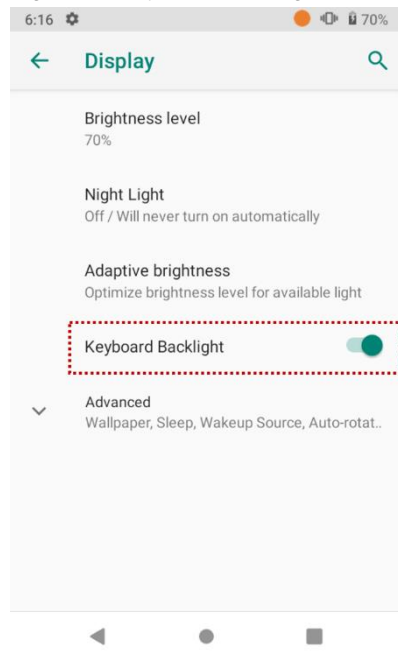 6:16 70%
Display
Brightness level
70%
Night Light
Off / Will never turn on automatically
Adaptive brightness
Optimize brightness level for available light
Keyboard Backlight
Advanced
Wallpaper, Sleep, Wakeup Source, Auto-rotat..